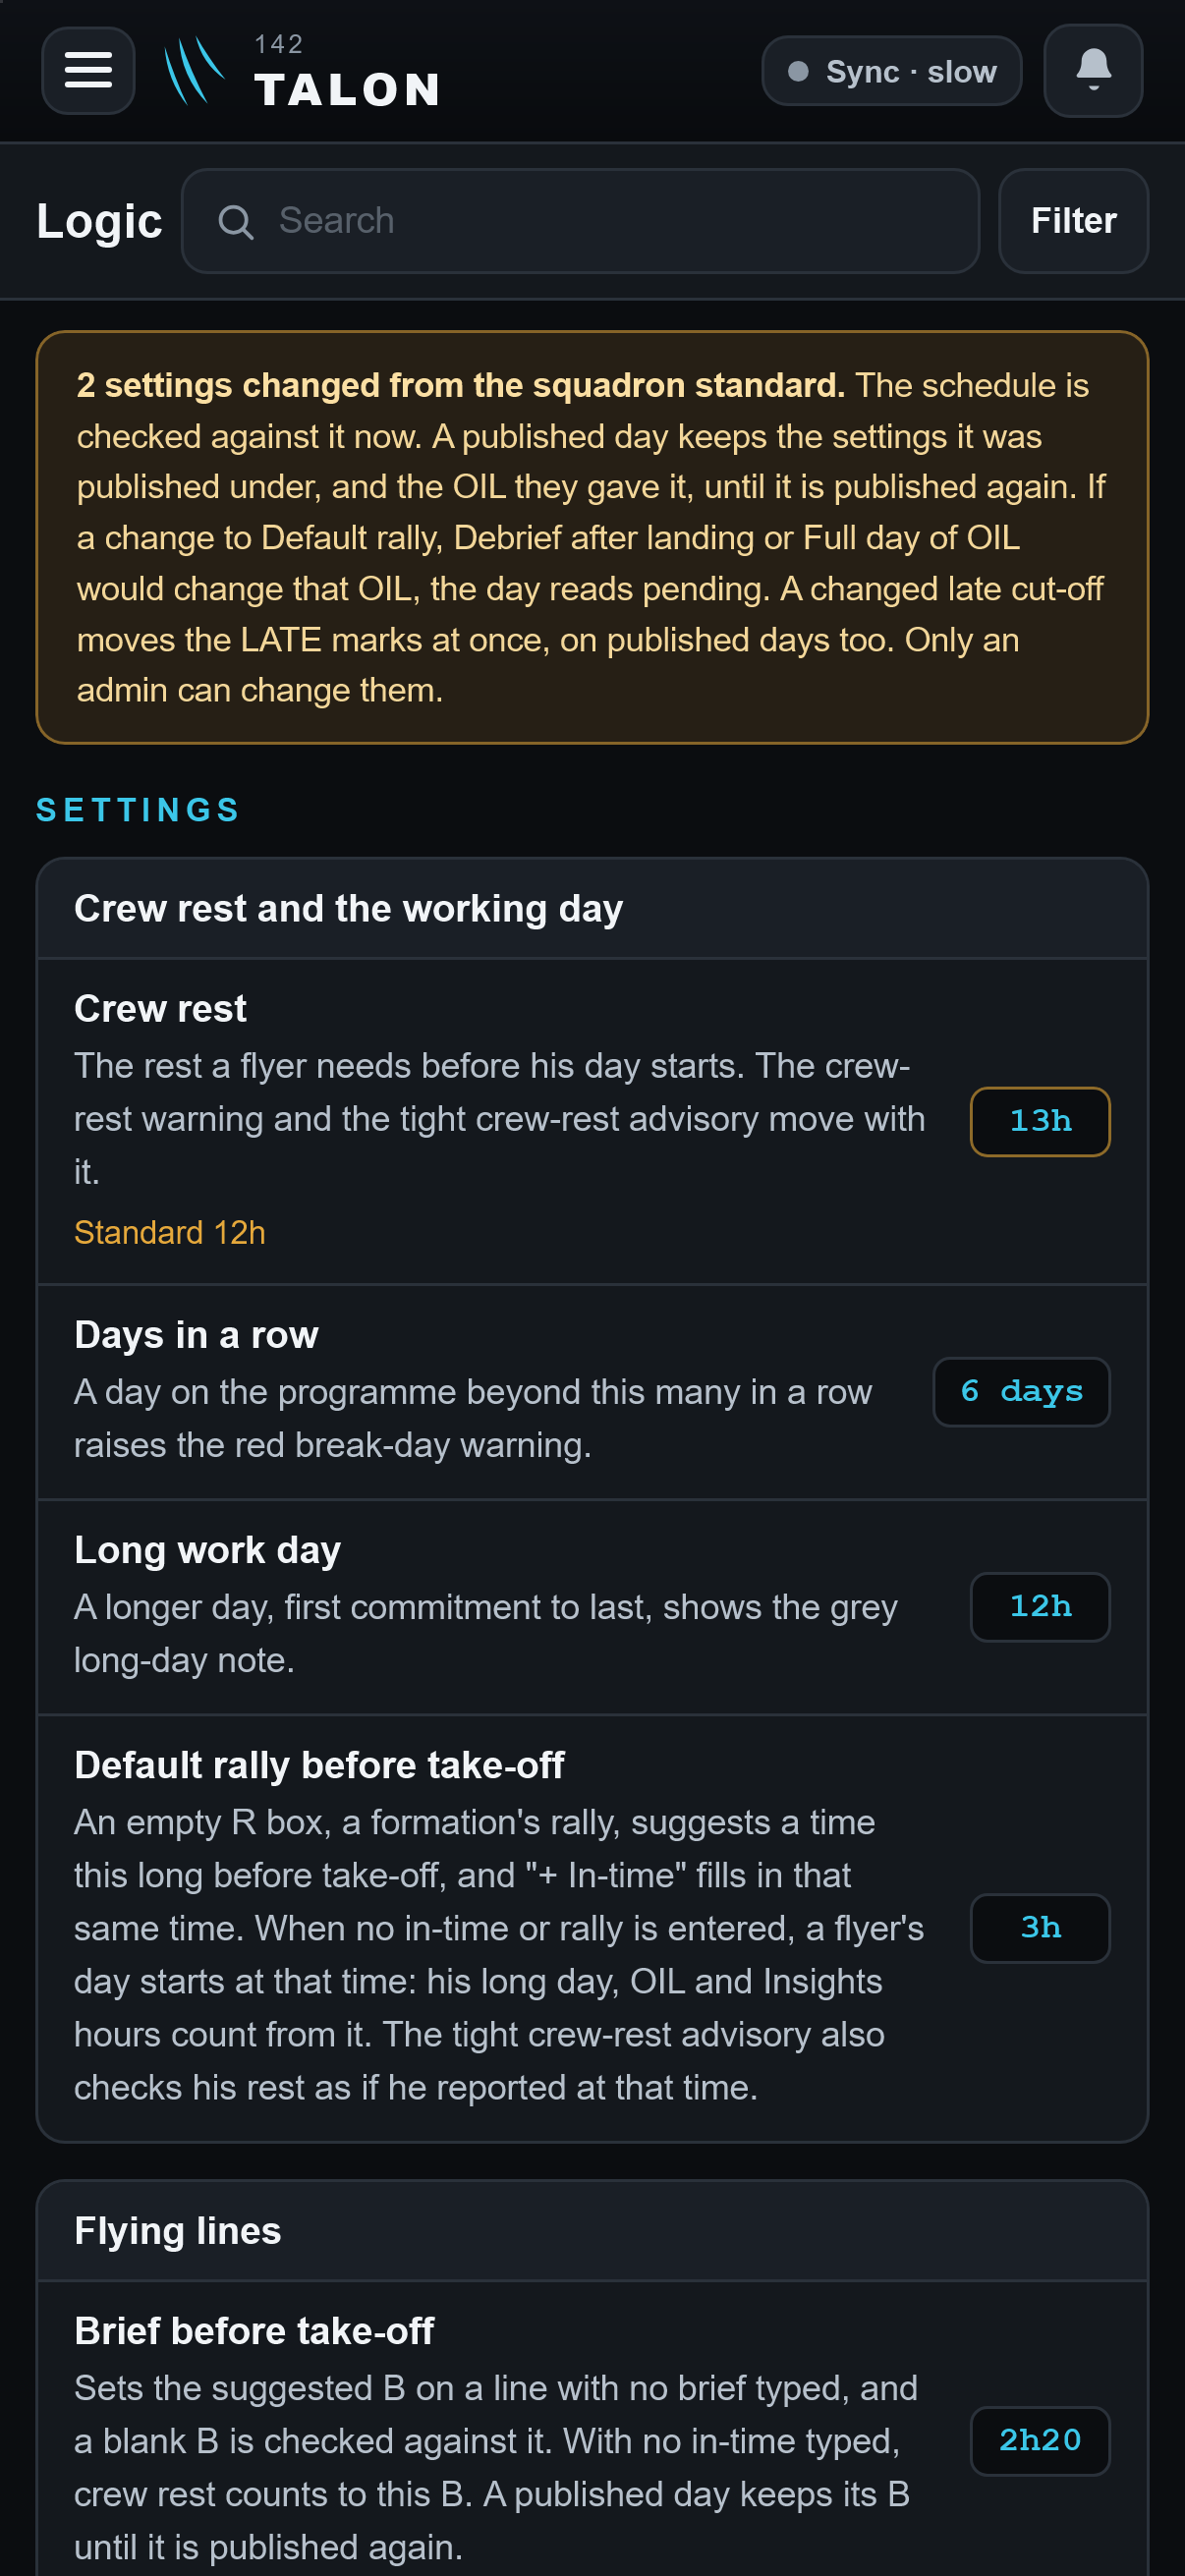 142
TALON
Sync · slow
Logic
Search
Filter
2 settings changed from the squadron standard. The schedule is
checked against it now. A published day keeps the settings it was
published under, and the OIL they gave it, until it is published again. If
a change to Default rally, Debrief after landing or Full day of OIL
would change that OIL, the day reads pending. A changed late cut-off
moves the LATE marks at once, on published days too. Only an
admin can change them.
SETTINGS
Crew rest and the working day
Crew rest
The rest a flyer needs before his day starts. The crew-
rest warning and the tight crew-rest advisory move with
it.
13h
Standard 12h
Days in a row
A day on the programme beyond this many in a row
raises the red break-day warning.
6 days
Long work day
A longer day, first commitment to last, shows the grey
long-day note.
12h
Default rally before take-off
An empty R box, a formation's rally, suggests a time
this long before take-off, and "+ In-time" fills in that
same time. When no in-time or rally is entered, a flyer's
day starts at that time: his long day, OIL and Insights
hours count from it. The tight crew-rest advisory also
checks his rest as if he reported at that time.
3h
Flying lines
Brief before take-off
Sets the suggested B on a line with no brief typed, and
a blank B is checked against it. With no in-time typed,
crew rest counts to this B. A published day keeps its B
until it is published again.
2h20